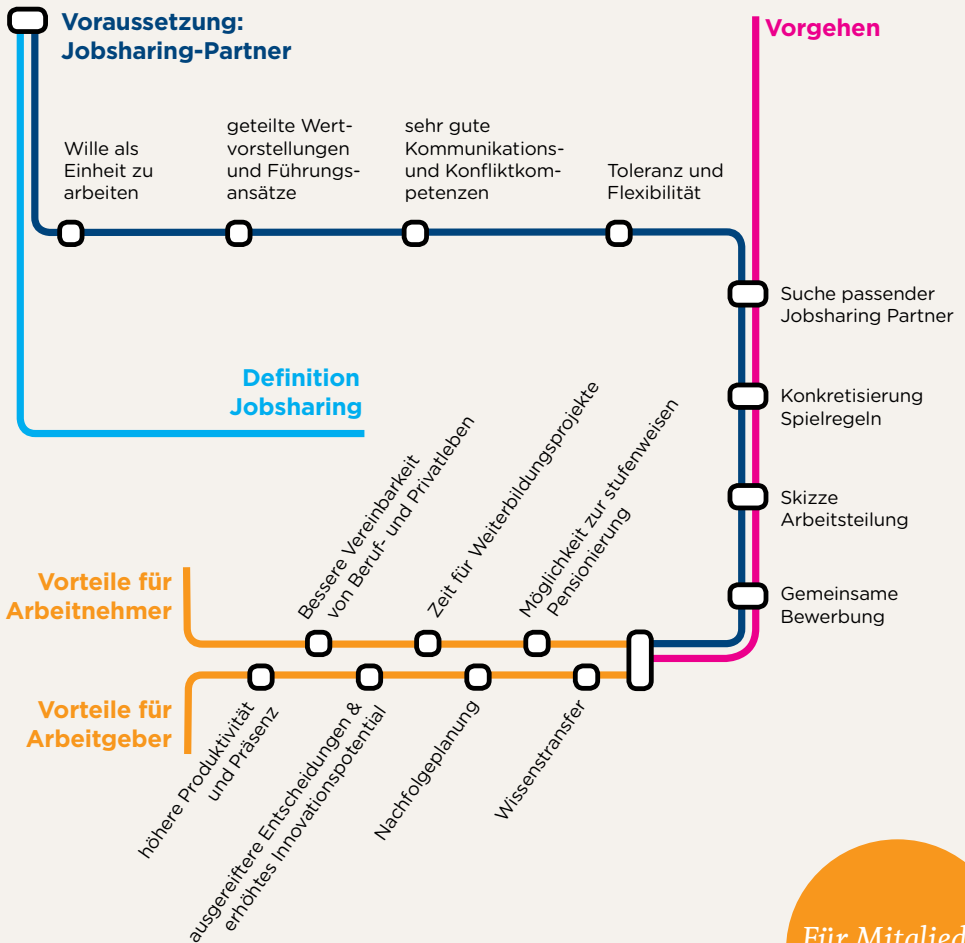 Voraussetzung:
Jobsharing-Partner
Vorgehen
Wille als
Einheit zu
arbeiten
geteilte Wert-
vorstellungen
und Führungs-
ansätze
sehr gute
Kommunikations-
und Konfliktkom-
petenzen
Toleranz und
Flexibilität
Suche passender
Jobsharing Partner
Definition
Jobsharing
Konkretisierung
Spielregeln
Skizze
Arbeitsteilung
Gemeinsame
Bewerbung
Vorteile für
Arbeitnehmer
Bessere Vereinbarkeit
von Beruf- und Privatleben
Zeit für Weiterbildungsprojekte
Möglichkeit zur stufenweisen
Pensionierung
Vorteile für
Arbeitgeber
höhere Produktivität
und Präsenz
ausgereiftere Entscheidungen &
erhöhtes Innovationspotential
Nachfolgeplanung
Wissenstransfer
Für Mitglied